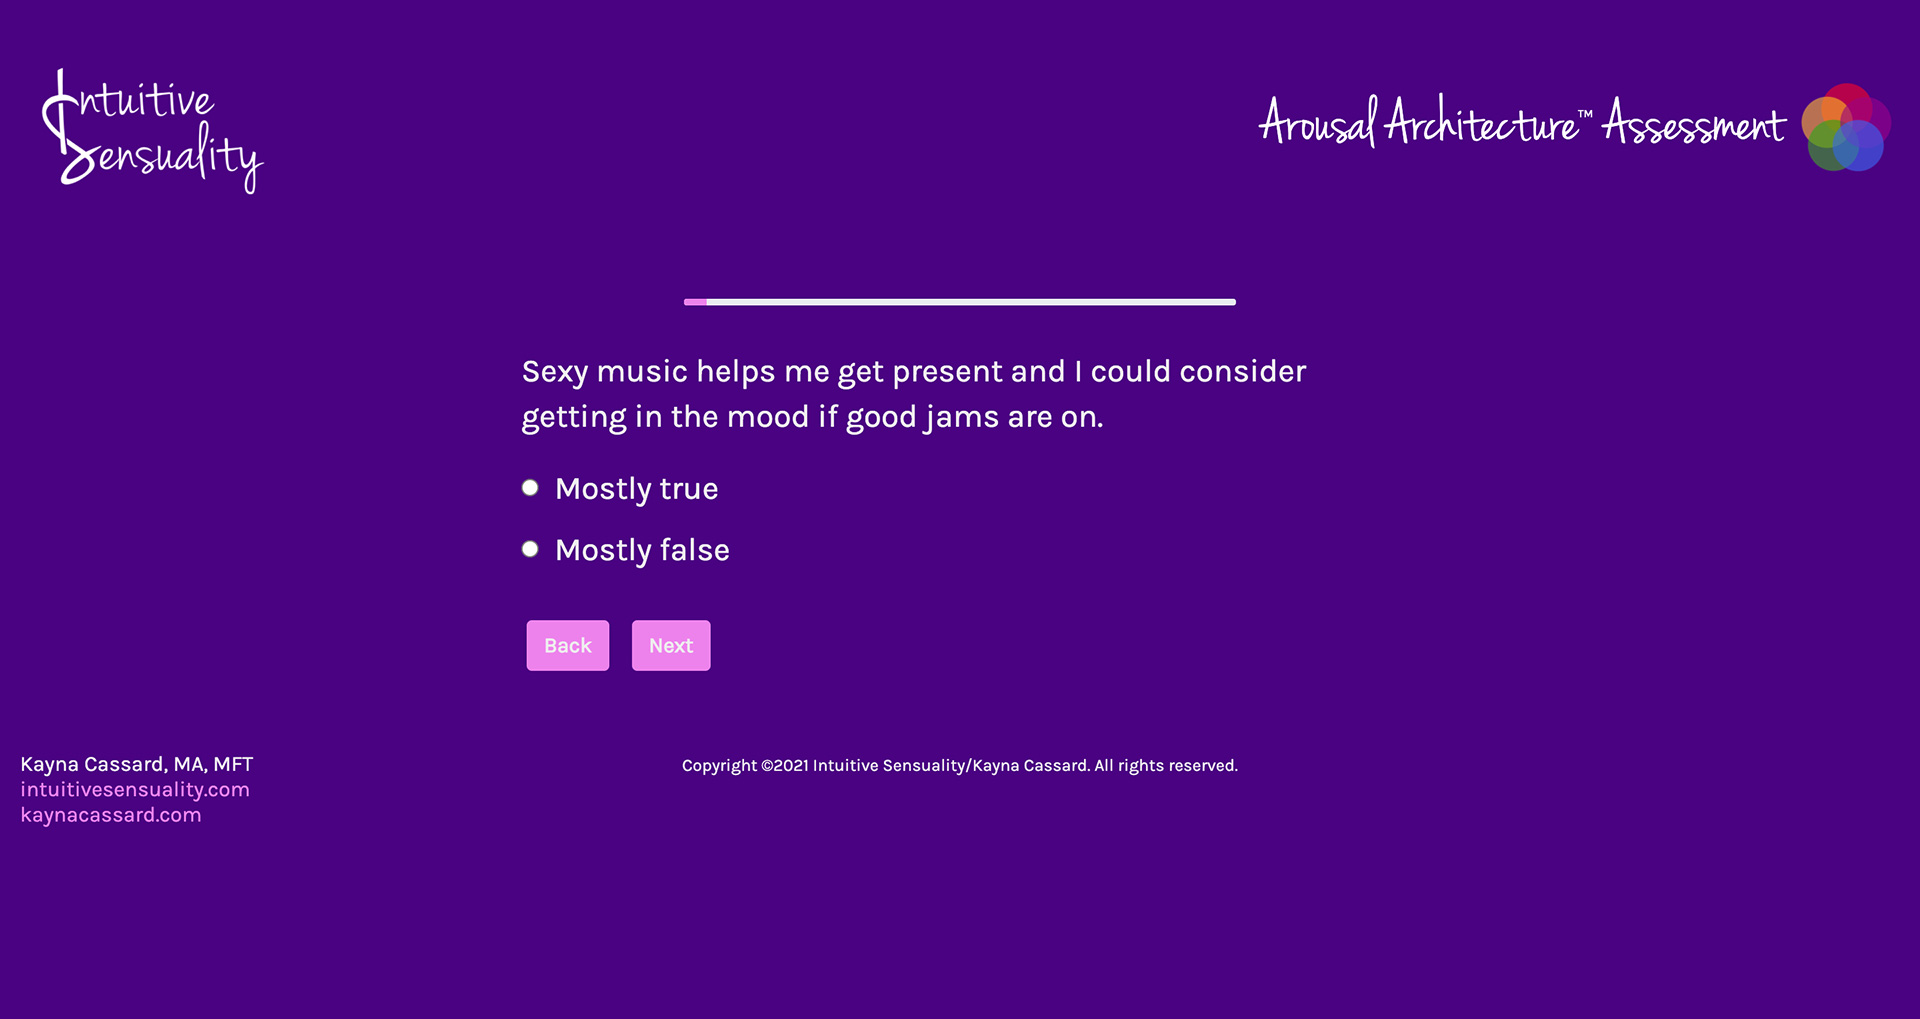 Intuitive
Sensuality
Arousal Architecture™ Assessment
Sexy music helps me get present and I could consider
getting in the mood if good jams are on.
Mostly true
Mostly false
Back
Next
Kayna Cassard, MA, MFT
intuitivesensuality.com
kaynacassard.com
Copyright ©2021 Intuitive Sensuality/Kayna Cassard. All rights reserved.